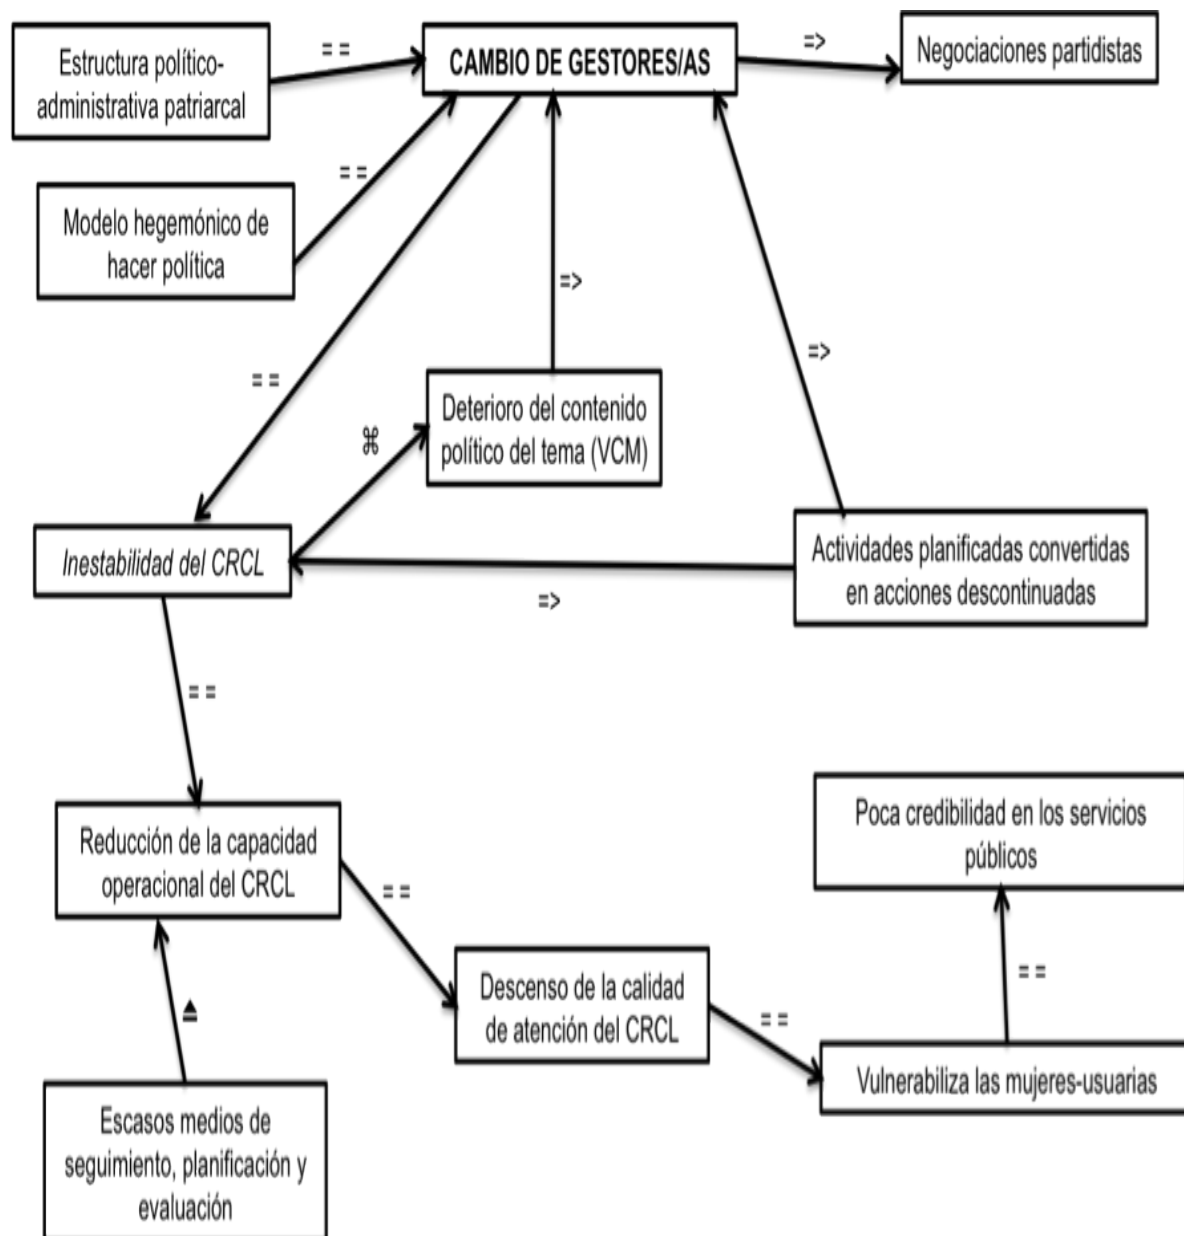 Estructura político-
administrativa patriarcal
= =
CAMBIO DE GESTORES/AS
=>
Negociaciones partidistas
Modelo hegemónico de
hacer política
= =
=>
=>
= =
Deterioro del contenido
político del tema (VCM)
⌘
Inestabilidad del CRCL
Actividades planificadas convertidas
en acciones descontinuadas
=>
= =
Reducción de la capacidad
operacional del CRCL
Poca credibilidad en los servicios
públicos
= =
= =
Descenso de la calidad
de atención del CRCL
= =
Vulnerabiliza las mujeres-usuarias
≜
Escasos medios de
seguimiento, planificación y
evaluación